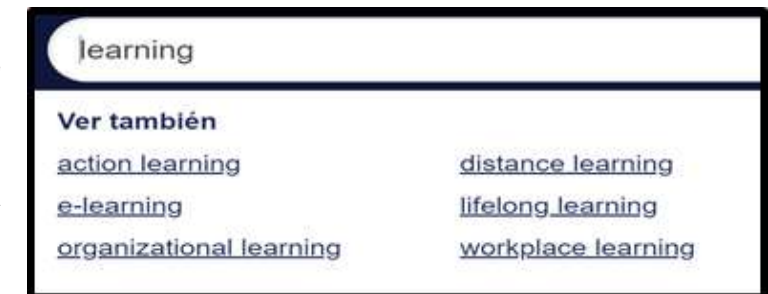 learning
Ver también
action learning
distance learning
e-learning
lifelong learning
organizational learning
workplace learning